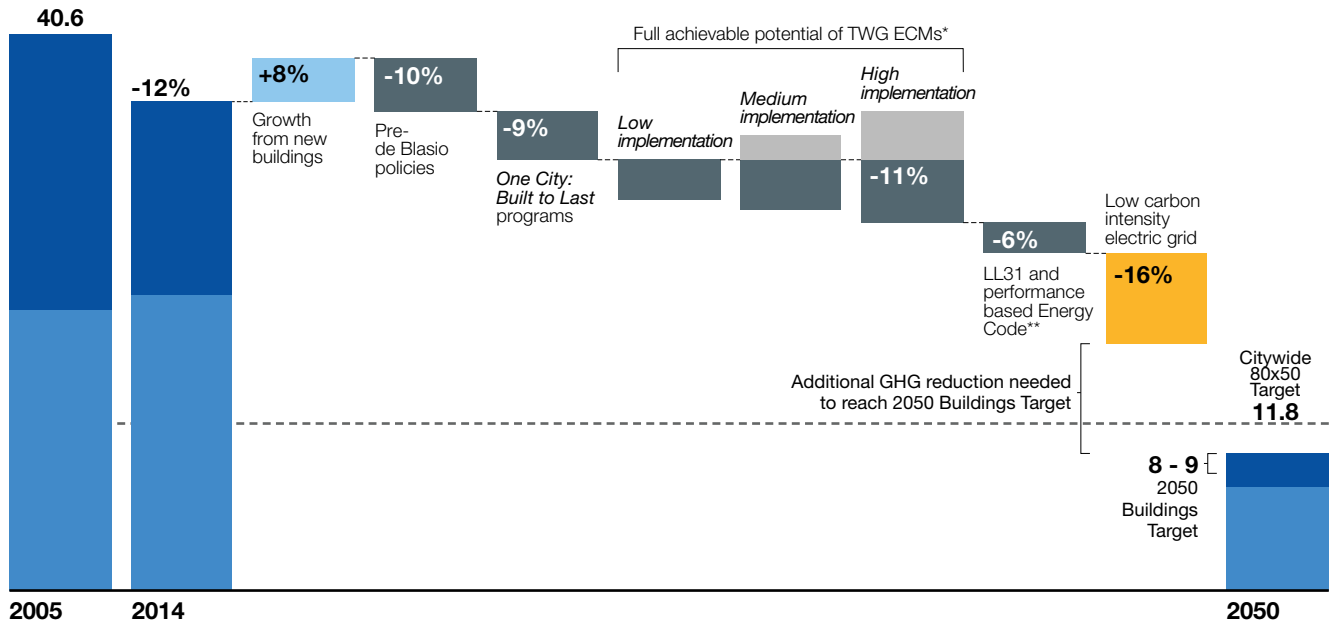 40.6
-12%
+8%
Growth
from new
buildings
-10%
Pre-
de Blasio
policies
-9%
One City:
Built to Last
programs
Full achievable potential of TWG ECMs*
Low
implementation
Medium
implementation
High
implementation
-11%
-6%
LL31 and
performance
based Energy
Code**
Low carbon
intensity
electric grid
-16%
Additional GHG reduction needed
to reach 2050 Buildings Target
Citywide
80x50
Target
11.8
8 - 9
2050
Buildings
Target
2005
2014
2050